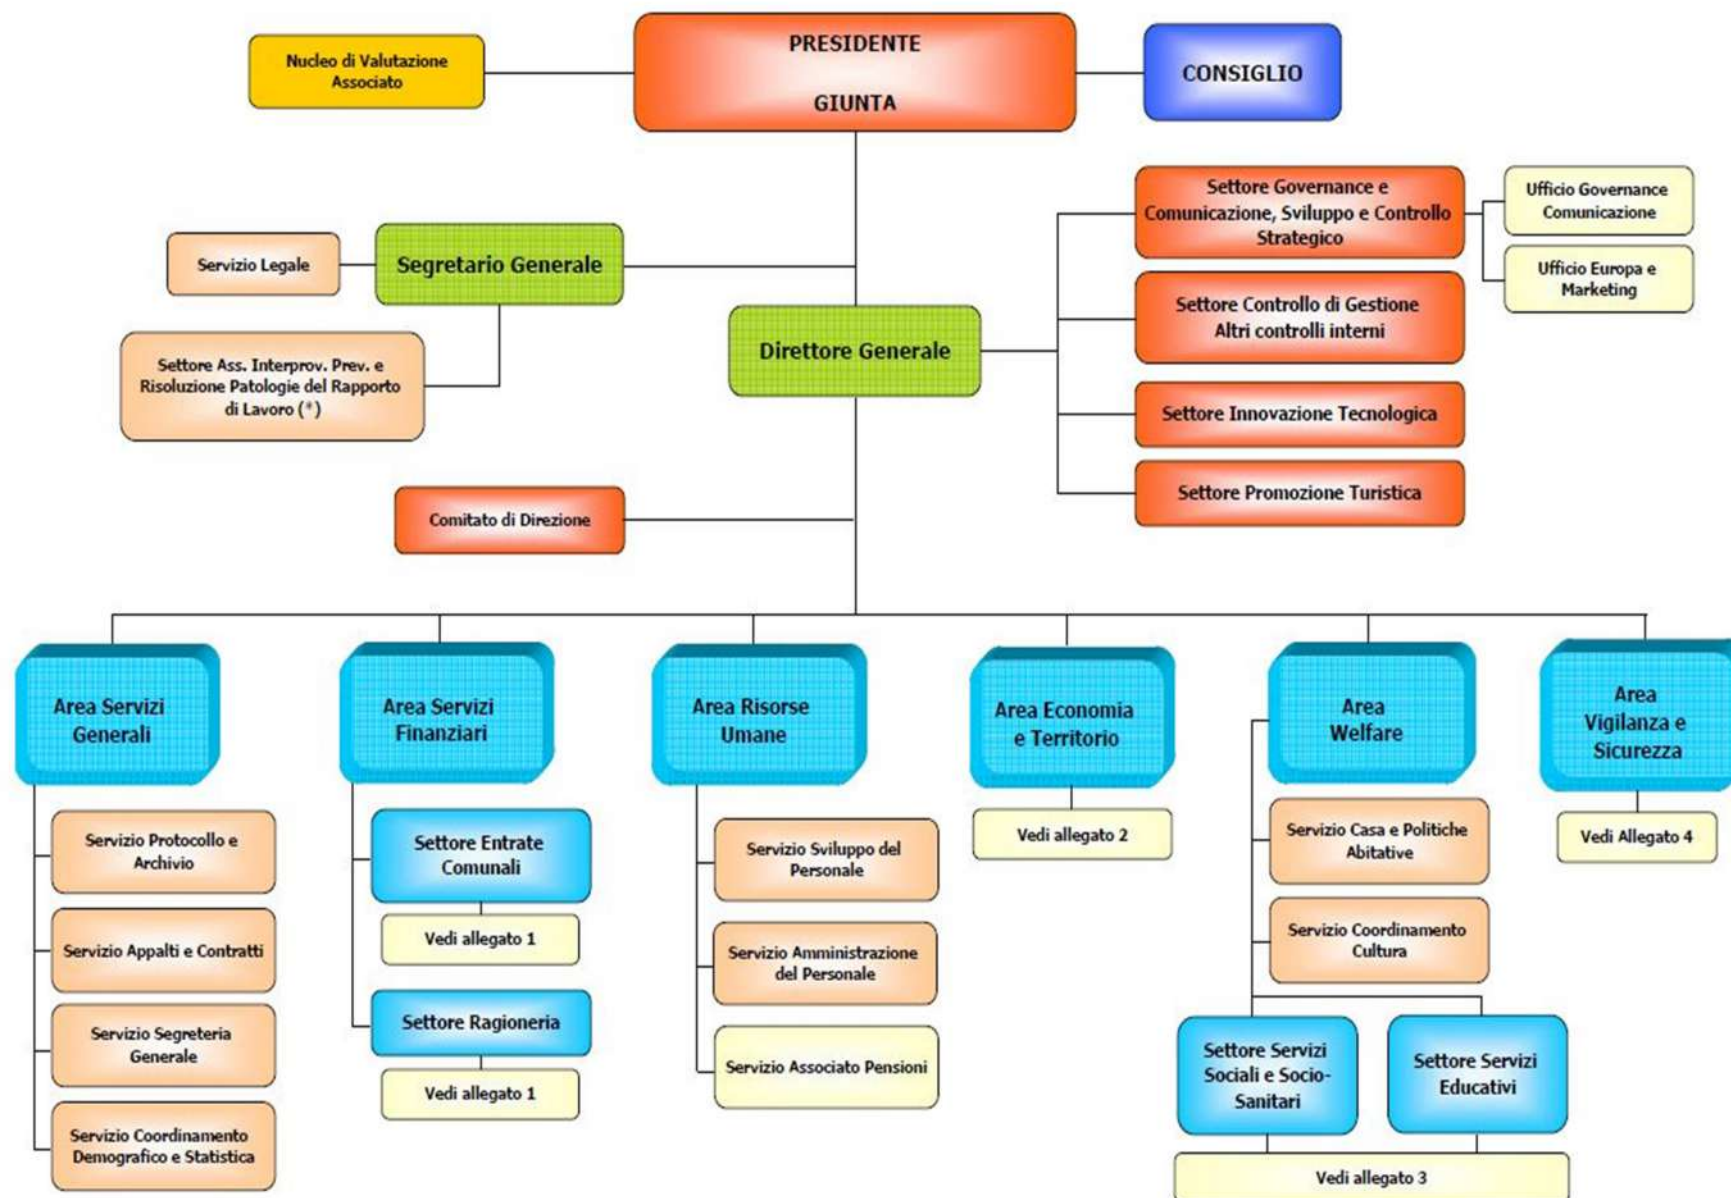 PRESIDENTE
GIUNTA
Nucleo di Valutazione
Associato
CONSIGLIO
Settore Governance e
Comunicazione, Sviluppo e Controllo
Strategico
Ufficio Governance
Comunicazione
Ufficio Europa e
Marketing
Servizio Legale
Segretario Generale
Settore Controllo di Gestione
Altri controlli interni
Direttore Generale
Settore Ass. Interprov. Prev. e
Risoluzione Patologie del Rapporto
di Lavoro (*)
Settore Innovazione Tecnologica
Settore Promozione Turistica
Comitato di Direzione
Area Servizi
Generali
Servizio Protocollo e
Archivio
Servizio Appalti e Contratti
Servizio Segreteria
Generale
Servizio Coordinamento
Demografico e Statistica
Area Servizi
Finanziari
Settore Entrate
Comunali
Vedi allegato 1
Settore Ragioneria
Vedi allegato 1
Area Risorse
Umane
Servizio Sviluppo del
Personale
Servizio Amministrazione
del Personale
Servizio Associato Pensioni
Area Economia
e Territorio
Vedi allegato 2
Area
Welfare
Servizio Casa e Politiche
Abitative
Servizio Coordinamento
Cultura
Settore Servizi
Sociali e Socio-
Sanitari
Settore Servizi
Educativi
Vedi allegato 3
Area
Vigilanza e
Sicurezza
Vedi Allegato 4